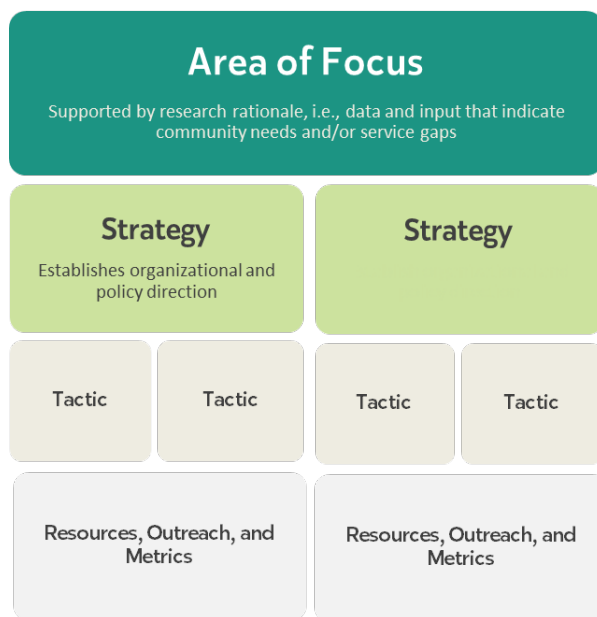 Area of Focus
Supported by research rationale, i.e., data and input that indicate
community needs and/or service gaps
Strategy
Establishes organizational and
policy direction
Strategy
Tactic
Tactic
Tactic
Tactic
Resources, Outreach, and
Metrics
Resources, Outreach, and
Metrics